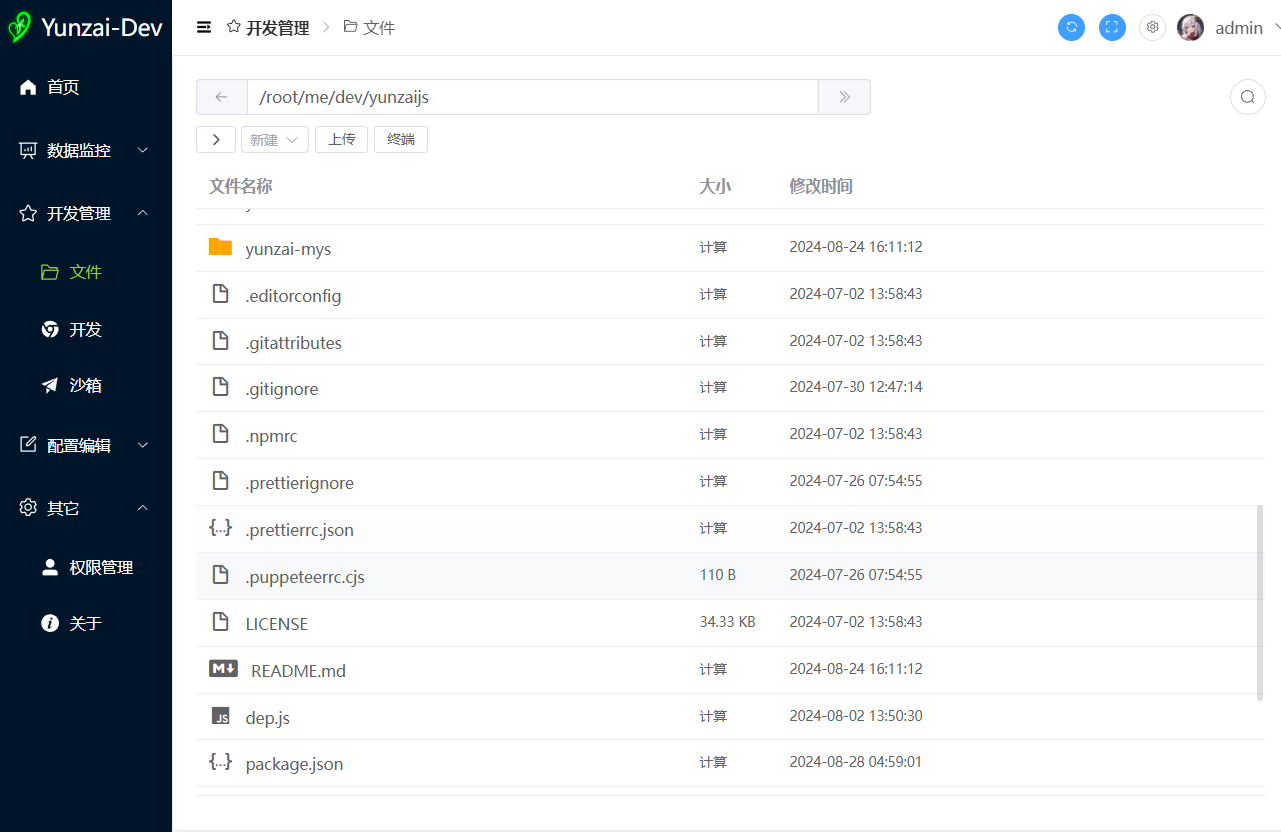 Yunzai-Dev
首页
数据监控
开发管理
文件
开发
沙箱
配置编辑
其它
权限管理
关于
开发管理 文件
admin
/root/me/dev/yunzaijs
新建 上传 终端
文件名称 大小 修改时间
yunzai-mys 计算 2024-08-24 16:11:12
.editorconfig 计算 2024-07-02 13:58:43
.gitattributes 计算 2024-07-02 13:58:43
.gitignore 计算 2024-07-30 12:47:14
.npmrc 计算 2024-07-02 13:58:43
.prettierignore 计算 2024-07-26 07:54:55
{...} .prettierrc.json 计算 2024-07-02 13:58:43
.puppeteerrc.cjs 110 B 2024-07-26 07:54:55
LICENSE 34.33 KB 2024-07-02 13:58:43
M README.md 计算 2024-08-24 16:11:12
JS dep.js 计算 2024-08-02 13:50:30
{...} package.json 计算 2024-08-28 04:59:01